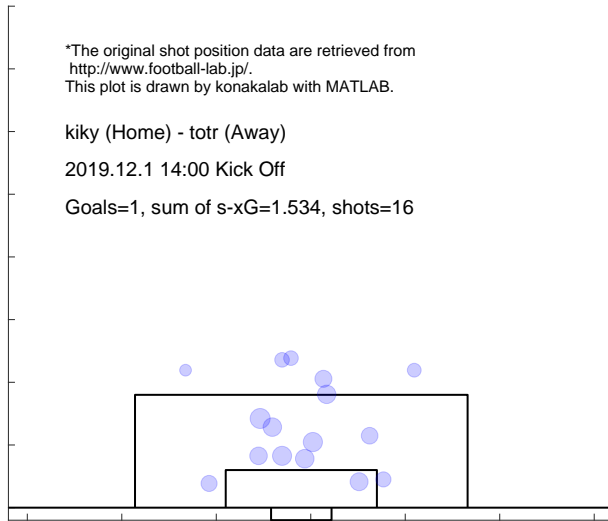 *The original shot position data are retrieved from
http://www.football-lab.jp/.
This plot is drawn by konakalab with MATLAB.
kiky (Home) - totr (Away)
2019.12.1 14:00 Kick Off
Goals=1, sum of s-xG=1.534, shots=16